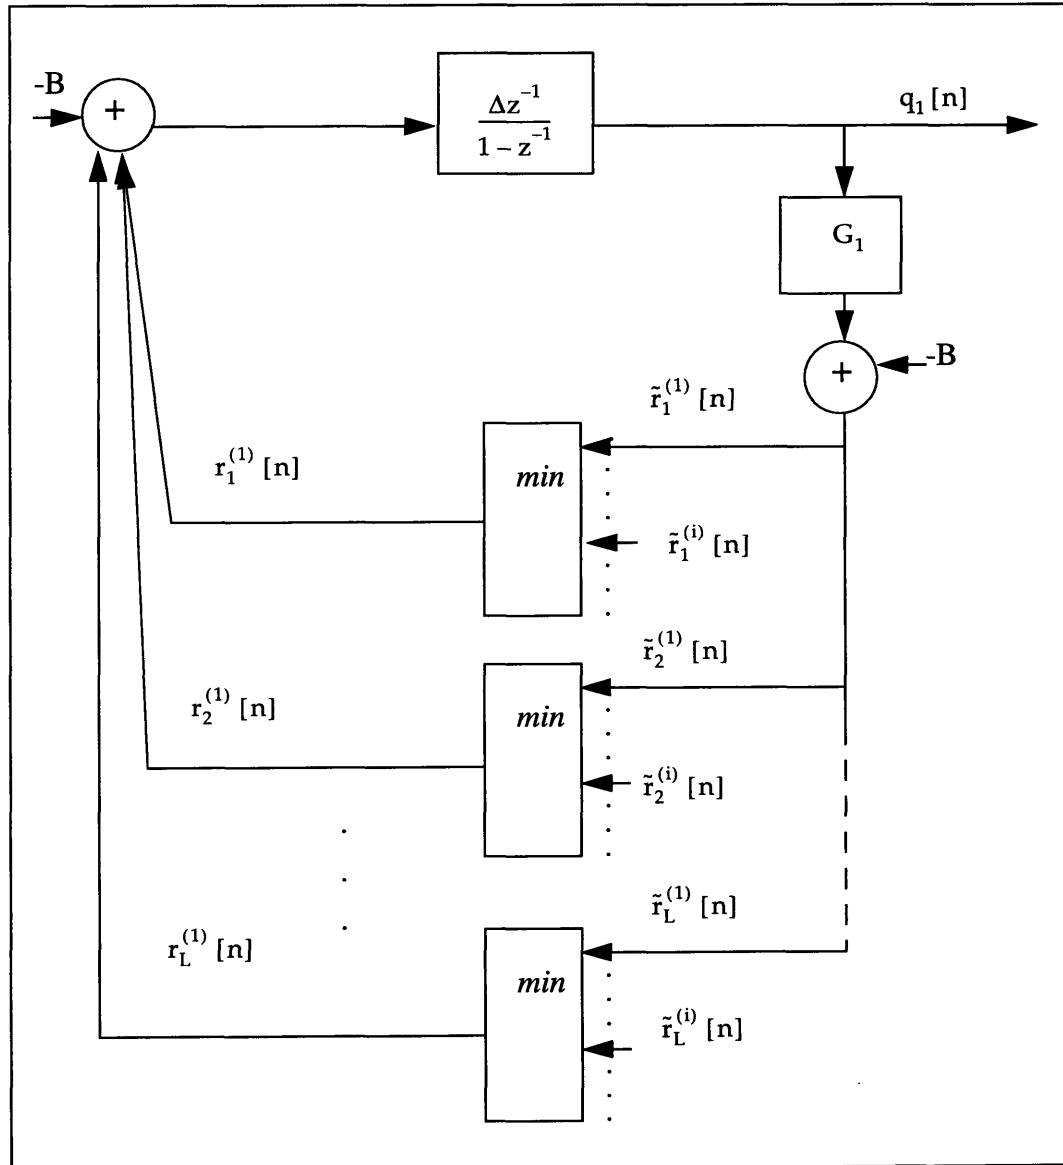 -B
+
Δz⁻¹
1 – z⁻¹
q₁[n]
G₁
+
-B
r̃₁⁽¹⁾[n]
min
r₁⁽¹⁾[n]
r̃₁⁽ⁱ⁾[n]
r̃₂⁽¹⁾[n]
min
r₂⁽¹⁾[n]
r̃₂⁽ⁱ⁾[n]
r̃_L⁽¹⁾[n]
r_L⁽¹⁾[n]
min
r̃_L⁽ⁱ⁾[n]